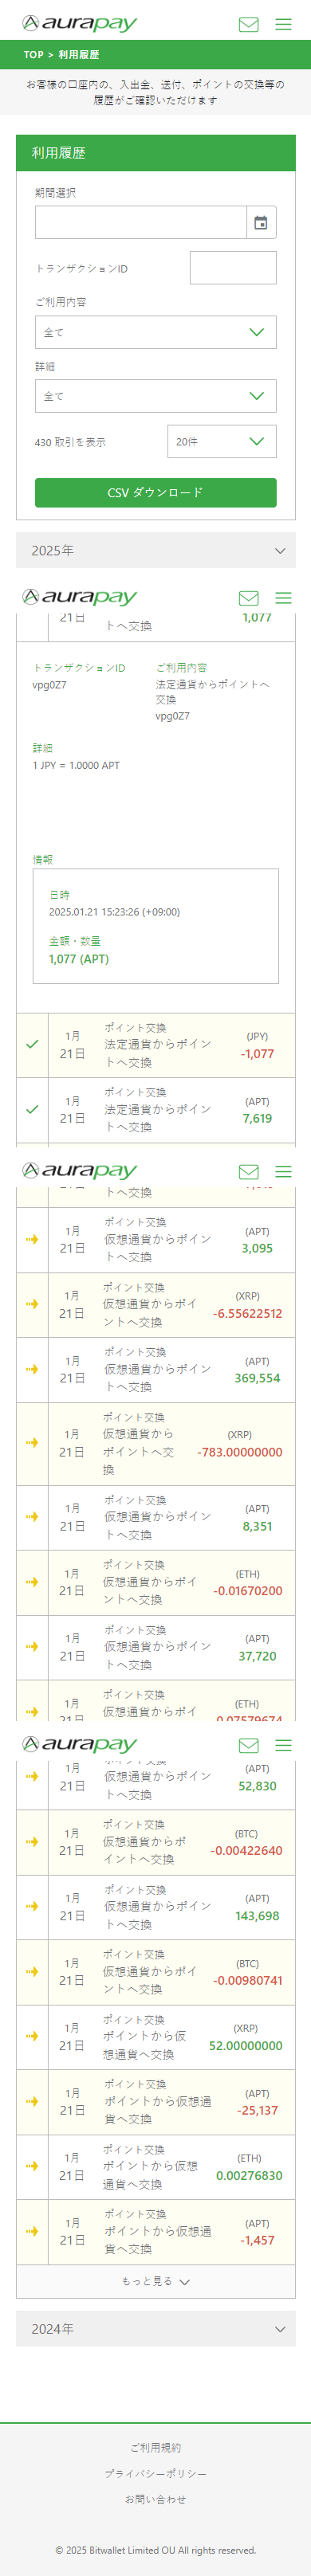 aurapay
TOP > 利用履歴
お客様の口座内の、入出金、送付、ポイントの交換等の
履歴がご確認いただけます
利用履歴
期間選択
トランザクションID
ご利用内容
全て
詳細
全て
430 取引を表示
20件
CSV ダウンロード
2025年
aurapay
21日
トへ交換
1,077
トランザクションID
ご利用内容
vpg0Z7
法定通貨からポイントへ
交換
vpg0Z7
詳細
1 JPY = 1.0000 APT
情報
日時
2025.01.21 15:23:26 (+09:00)
金額・数量
1,077 (APT)
1月
21日
ポイント交換
法定通貨からポイン
トへ交換
(JPY)
-1,077
1月
21日
ポイント交換
法定通貨からポイン
トへ交換
(APT)
7,619
aurapay
トへ交換
1月
21日
ポイント交換
仮想通貨からポイン
トへ交換
(APT)
3,095
1月
21日
ポイント交換
仮想通貨からポイ
ントへ交換
(XRP)
-6.55622512
1月
21日
ポイント交換
仮想通貨からポイン
トへ交換
(APT)
369,554
1月
21日
ポイント交換
仮想通貨から
ポイントへ交
換
(XRP)
-783.00000000
1月
21日
ポイント交換
仮想通貨からポイン
トへ交換
(APT)
8,351
1月
21日
ポイント交換
仮想通貨からポイ
ントへ交換
(ETH)
-0.01670200
1月
21日
ポイント交換
仮想通貨からポイン
トへ交換
(APT)
37,720
1月
21日
ポイント交換
仮想通貨からポイ
(ETH)
-0.07579674
aurapay
ポイント交換
1月
21日
仮想通貨からポイン
トへ交換
(APT)
52,830
1月
21日
ポイント交換
仮想通貨からポ
イントへ交換
(BTC)
-0.00422640
1月
21日
ポイント交換
仮想通貨からポイン
トへ交換
(APT)
143,698
1月
21日
ポイント交換
仮想通貨からポイ
ントへ交換
(BTC)
-0.00980741
1月
21日
ポイント交換
ポイントから仮
想通貨へ交換
(XRP)
52.00000000
1月
21日
ポイント交換
ポイントから仮想通
貨へ交換
(APT)
-25,137
1月
21日
ポイント交換
ポイントから仮想
通貨へ交換
(ETH)
0.00276830
1月
21日
ポイント交換
ポイントから仮想通
貨へ交換
(APT)
-1,457
もっと見る
2024年
ご利用規約
プライバシーポリシー
お問い合わせ
© 2025 Bitwallet Limited OU All rights reserved.